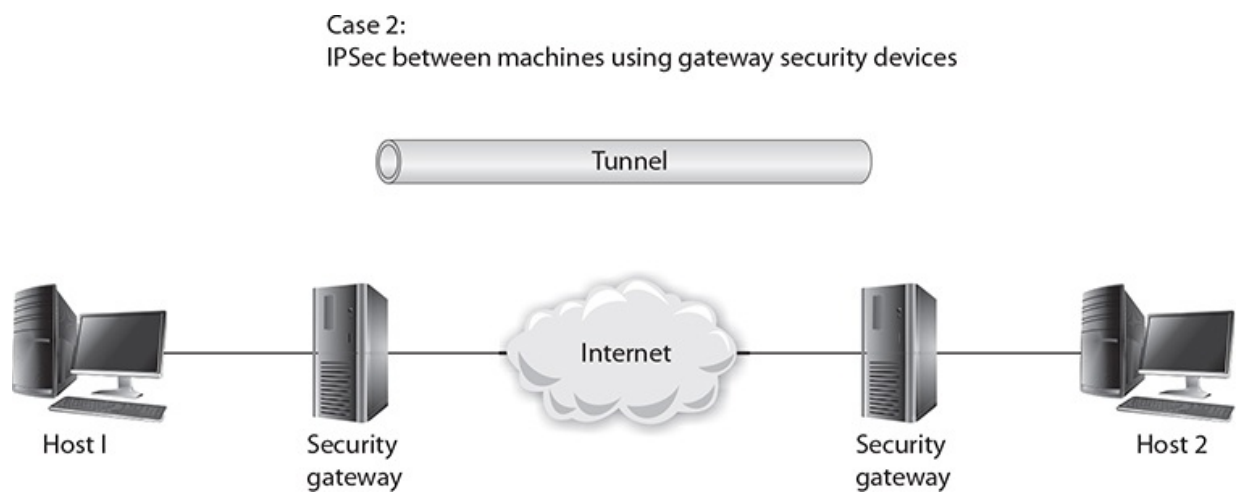 Case 2:
IPSec between machines using gateway security devices
Tunnel
Internet
Host I
Security
gateway
Security
gateway
Host 2